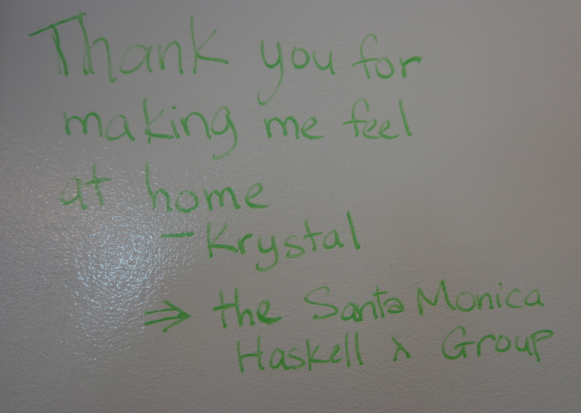 Thank you for
making me feel
at home
- Krystal
⇒ the Santa Monica
Haskell λ Group